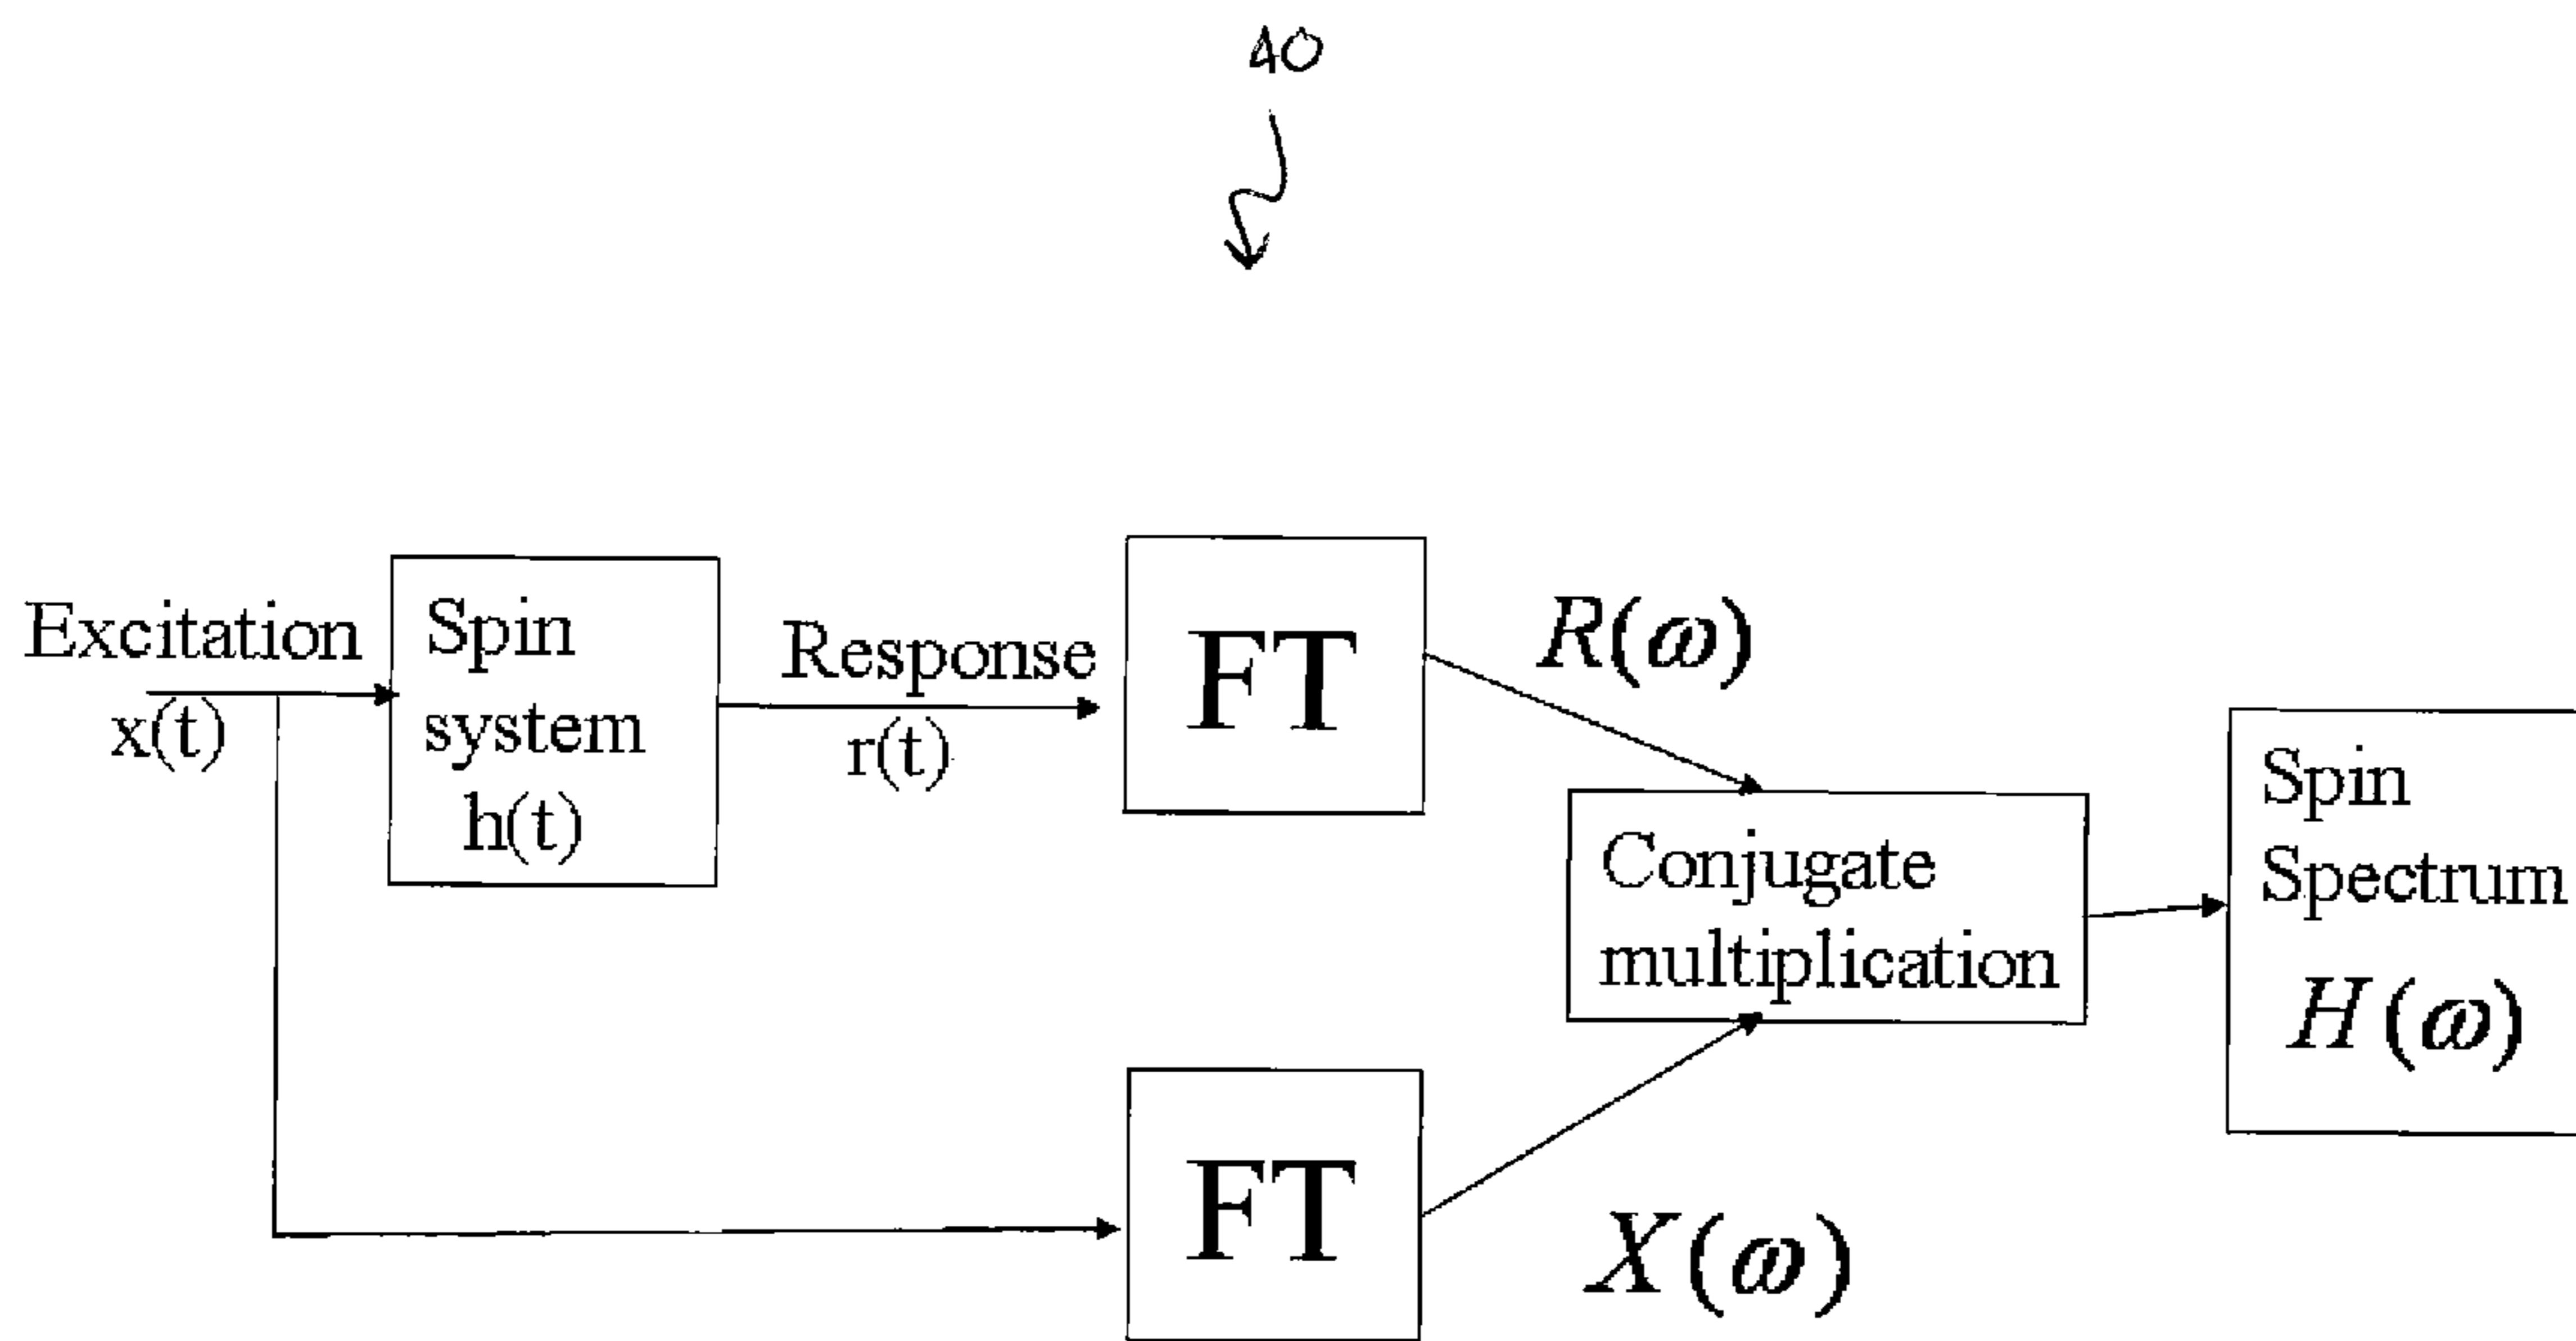 40
Excitation
x(t)
Spin
system
h(t)
Response
r(t)
FT
R(ω)
Conjugate
multiplication
Spin
Spectrum
H(ω)
FT
X(ω)